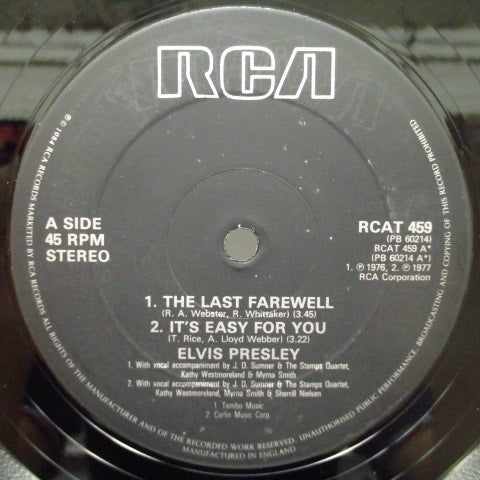 RCA
A SIDE
45 RPM
STEREO
RCAT 459
(PB 60214)
RCAT 459 A*
(PB 60214 A*)
1. ℗ 1976, 2. ℗ 1977
RCA Corporation
1. THE LAST FAREWELL
(R. A. Webster, R. Whittaker) (3.45)
2. IT'S EASY FOR YOU
(T. Rice, A. Lloyd Webber) (3.22)
ELVIS PRESLEY
1. With vocal accompaniment by J. D. Sumner & The Stamps Quartet,
Kathy Westmoreland & Myrna Smith
2. With vocal accompaniment by J. D. Sumner & The Stamps Quartet,
Kathy Westmoreland, Myrna Smith & Sherrill Nielsen
1. Tembo Music
2. Carlin Music Corp.
℗ 1984 RCA RECORDS MARKETED BY RCA RECORDS ALL RIGHTS OF THE MANUFACTURER AND OF THE OWNER OF THE RECORDED WORK RESERVED. UNAUTHORISED PUBLIC PERFORMANCE, BROADCASTING AND COPYING OF THIS RECORD PROHIBITED
MANUFACTURED IN ENGLAND